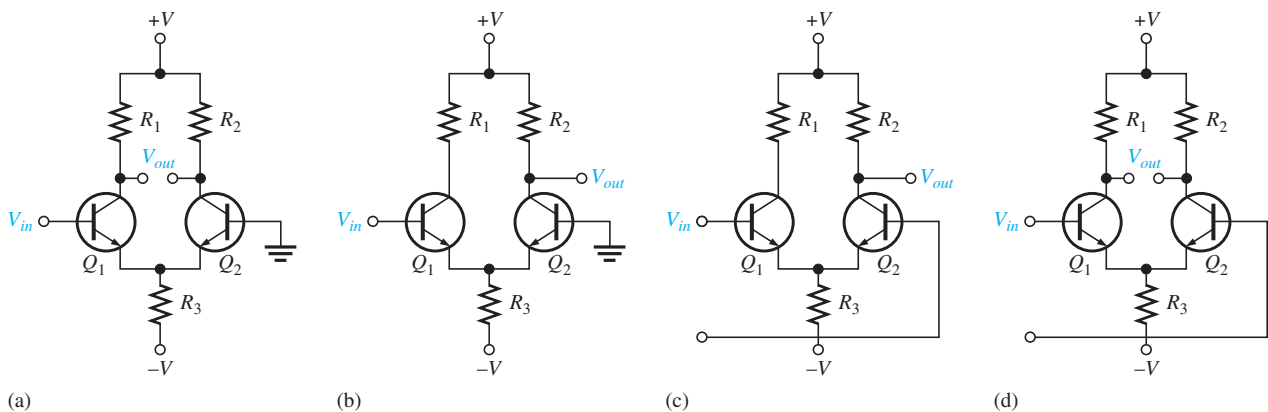 +V
R1
R2
Vout
Vin
Q1
Q2
R3
−V
(a)
+V
R1
R2
Vout
Vin
Q1
Q2
R3
−V
(b)
+V
R1
R2
Vout
Vin
Q1
Q2
R3
−V
(c)
+V
R1
R2
Vout
Vin
Q1
Q2
R3
−V
(d)